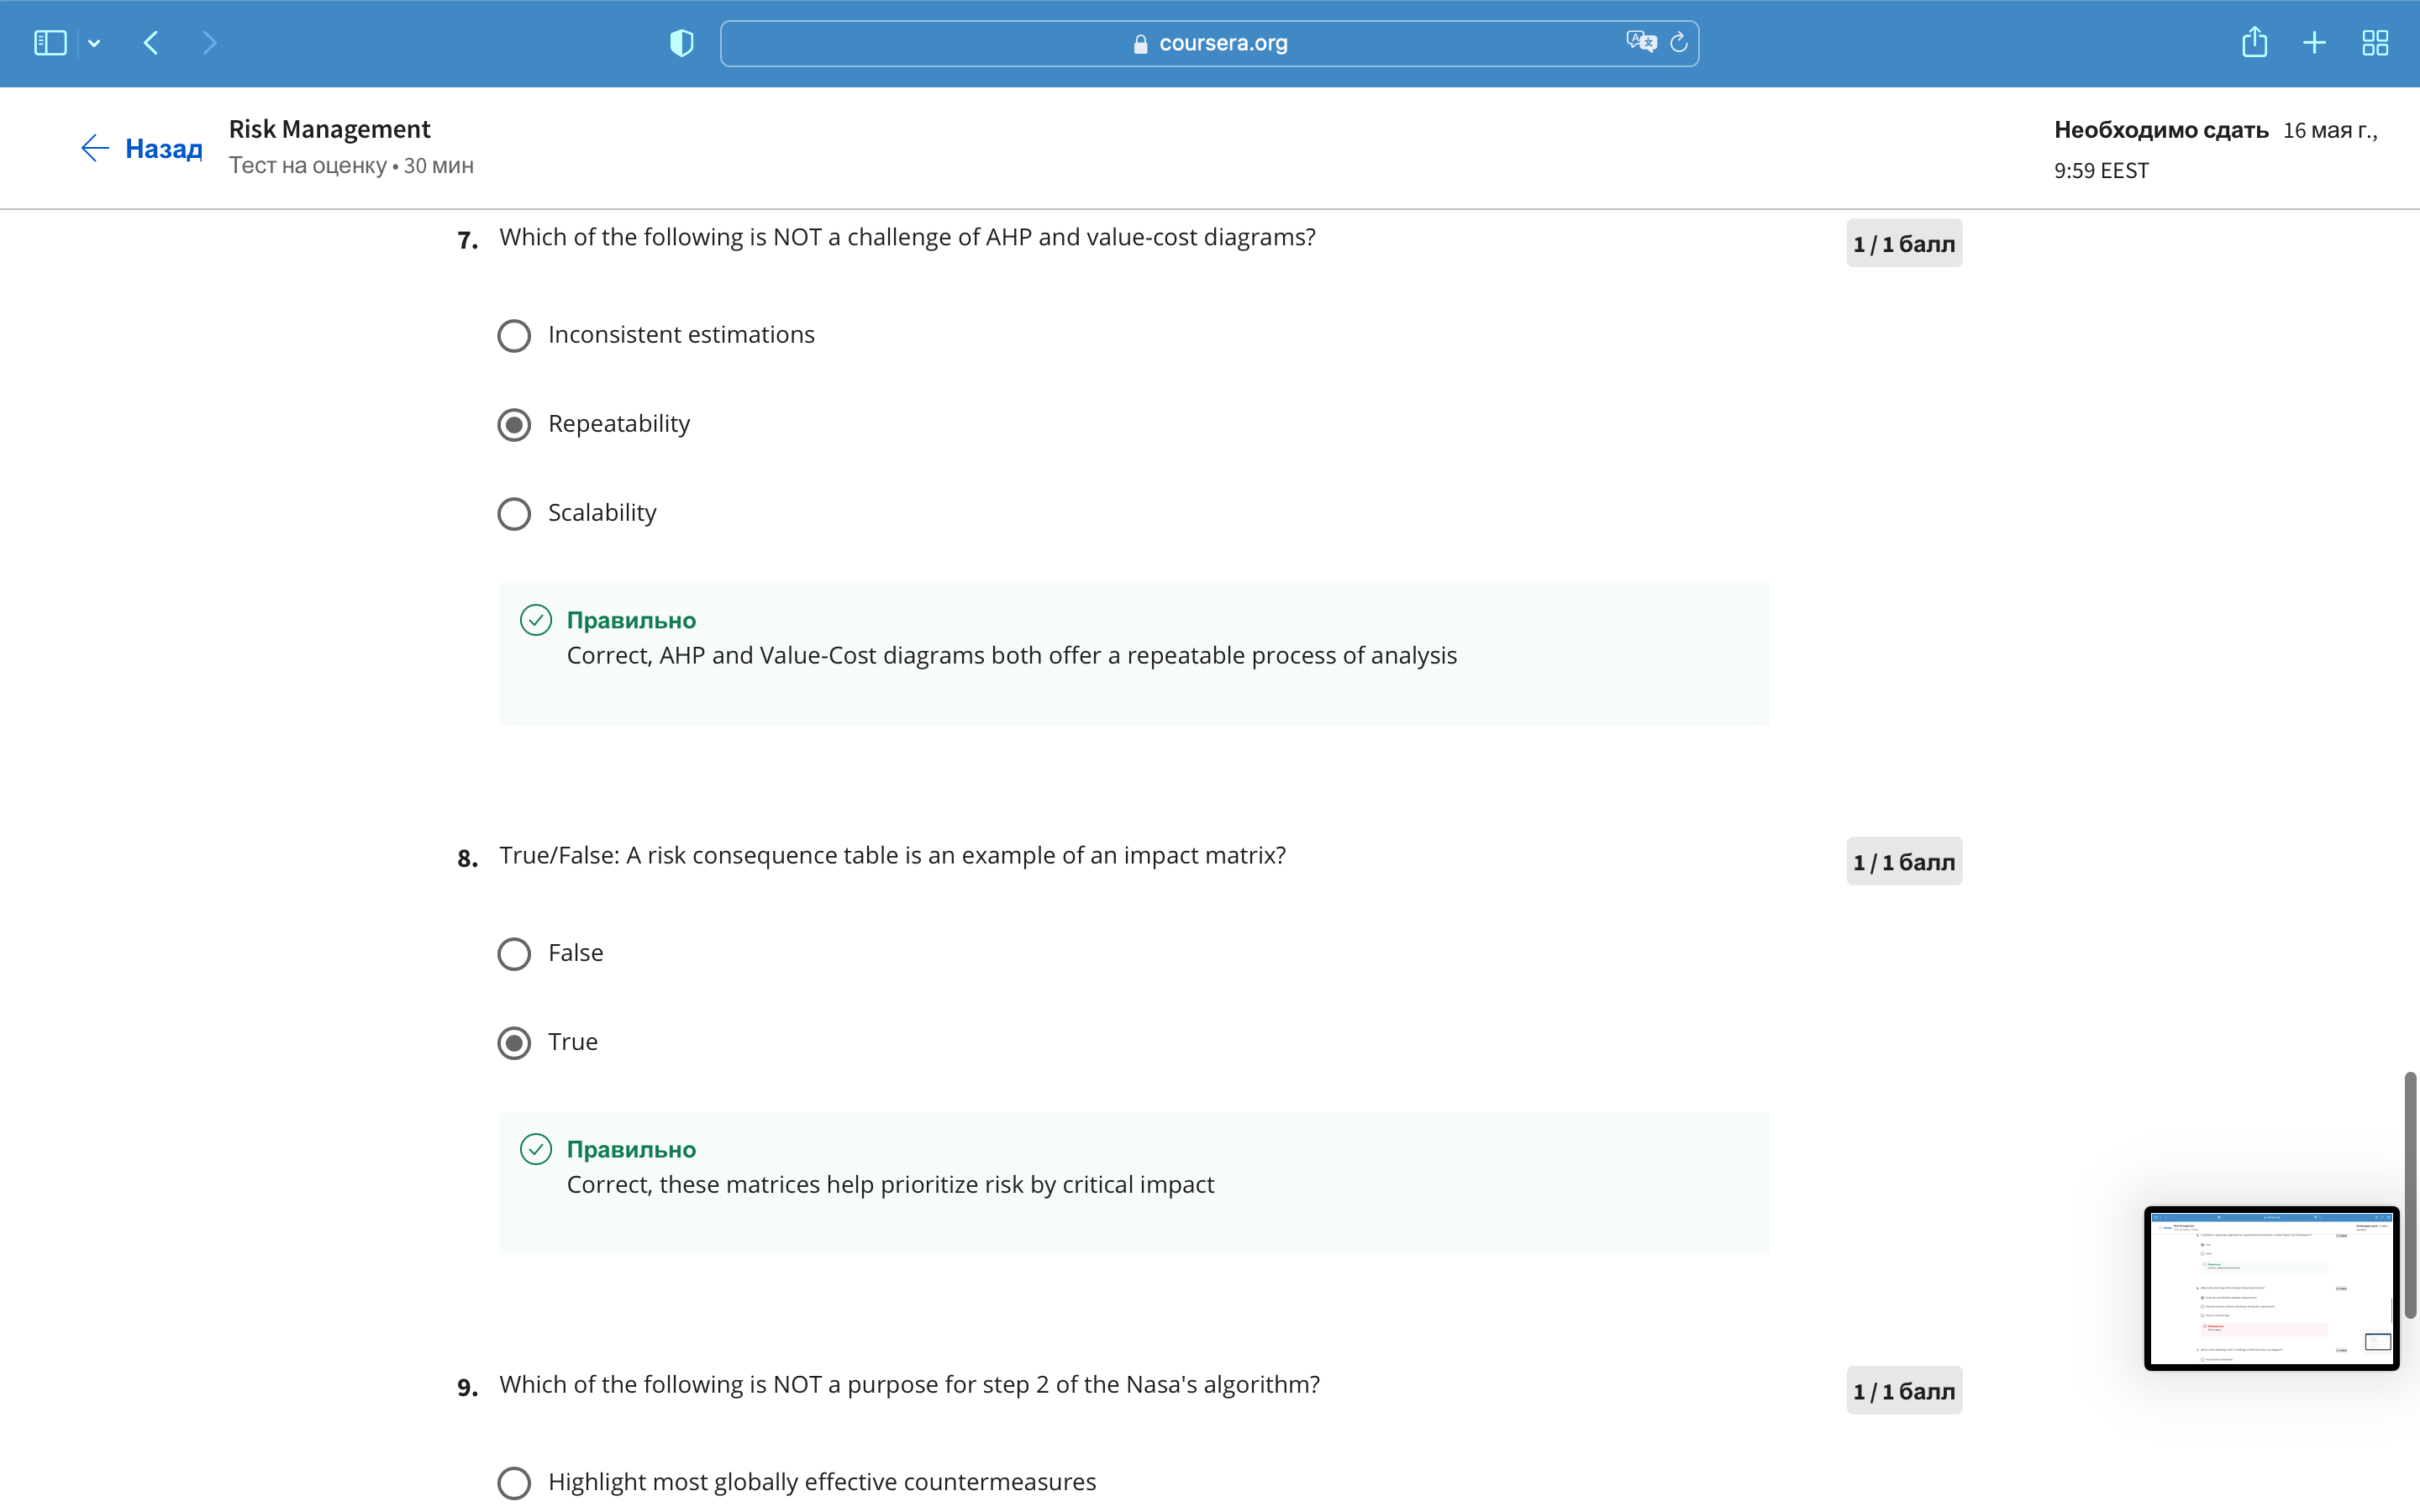 coursera.org
Назад
Risk Management
Тест на оценку • 30 мин
Необходимо сдать 16 мая г.,
9:59 EEST
7. Which of the following is NOT a challenge of AHP and value-cost diagrams?
1 / 1 балл
Inconsistent estimations
Repeatability
Scalability
Правильно
Correct, AHP and Value-Cost diagrams both offer a repeatable process of analysis
8. True/False: A risk consequence table is an example of an impact matrix?
1 / 1 балл
False
True
Правильно
Correct, these matrices help prioritize risk by critical impact
9. Which of the following is NOT a purpose for step 2 of the Nasa's algorithm?
1 / 1 балл
Highlight most globally effective countermeasures